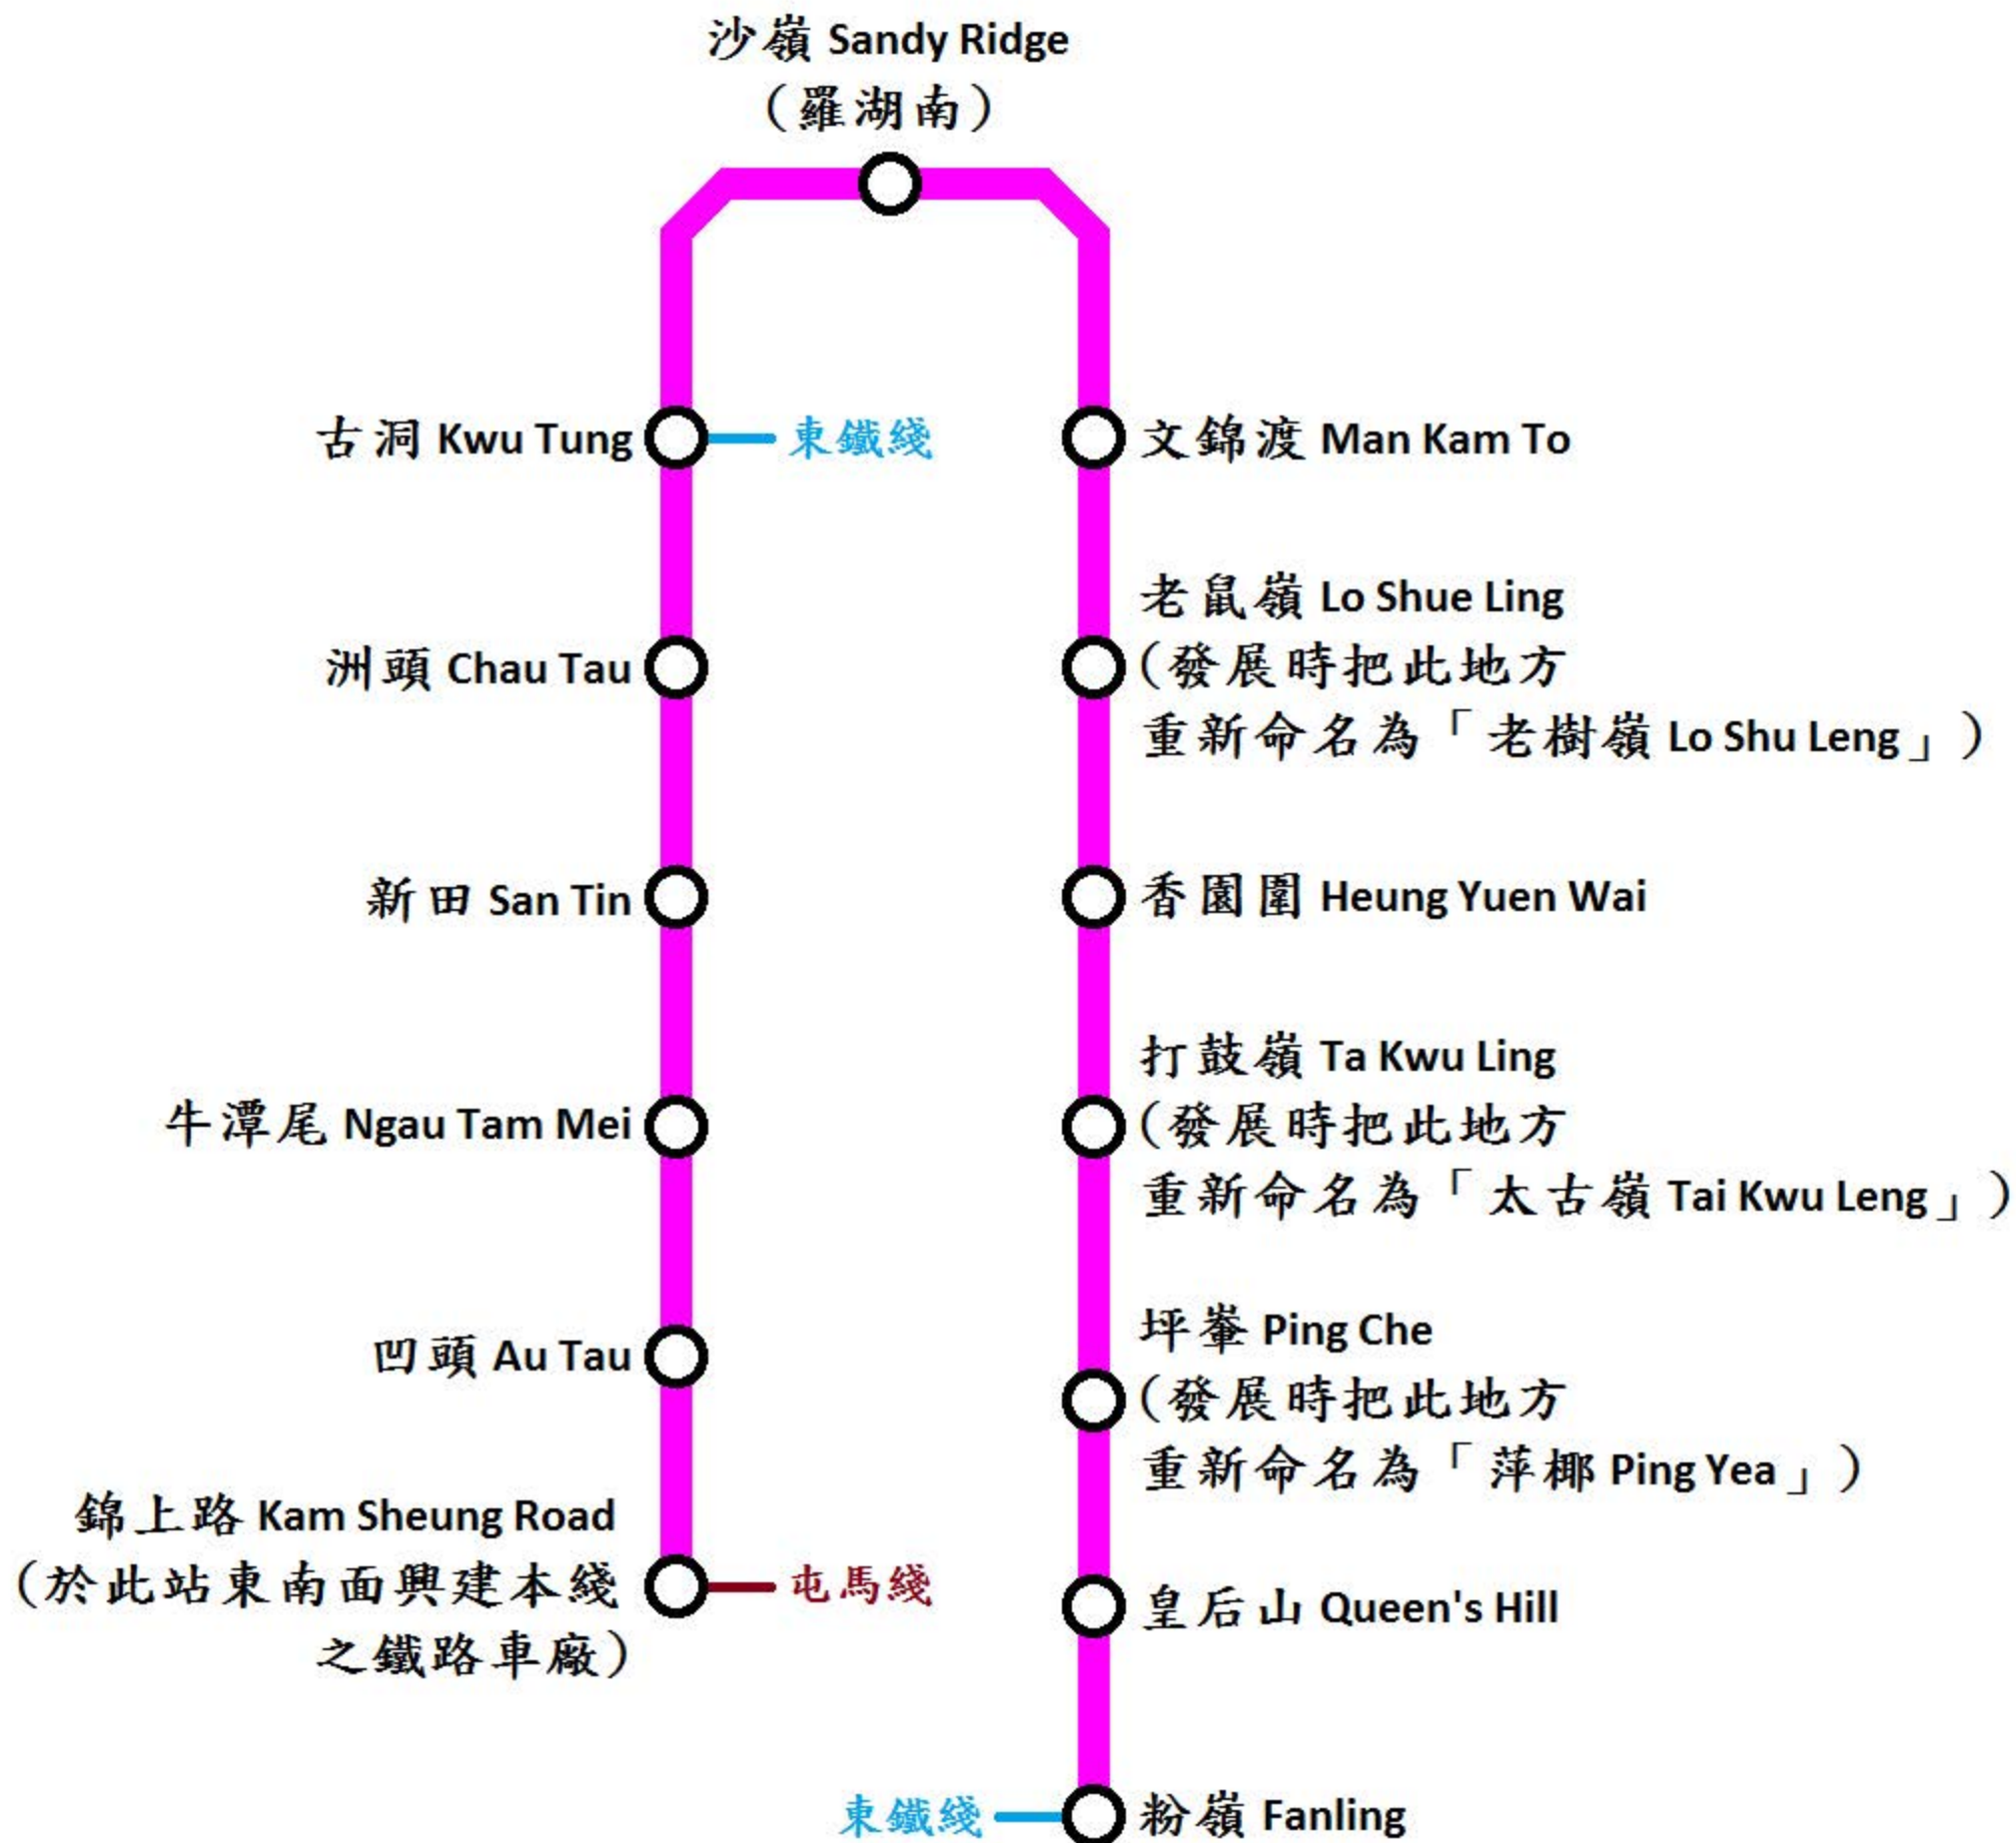 沙嶺 Sandy Ridge
（羅湖南）
古洞 Kwu Tung
東鐵綫
洲頭 Chau Tau
新田 San Tin
牛潭尾 Ngau Tam Mei
凹頭 Au Tau
錦上路 Kam Sheung Road
（於此站東南面興建本綫
之鐵路車廠）
屯馬綫
文錦渡 Man Kam To
老鼠嶺 Lo Shue Ling
（發展時把此地方
重新命名為「老樹嶺 Lo Shu Leng」）
香園圍 Heung Yuen Wai
打鼓嶺 Ta Kwu Ling
（發展時把此地方
重新命名為「太古嶺 Tai Kwu Leng」）
坪輋 Ping Che
（發展時把此地方
重新命名為「萍椰 Ping Yea」）
皇后山 Queen's Hill
東鐵綫
粉嶺 Fanling